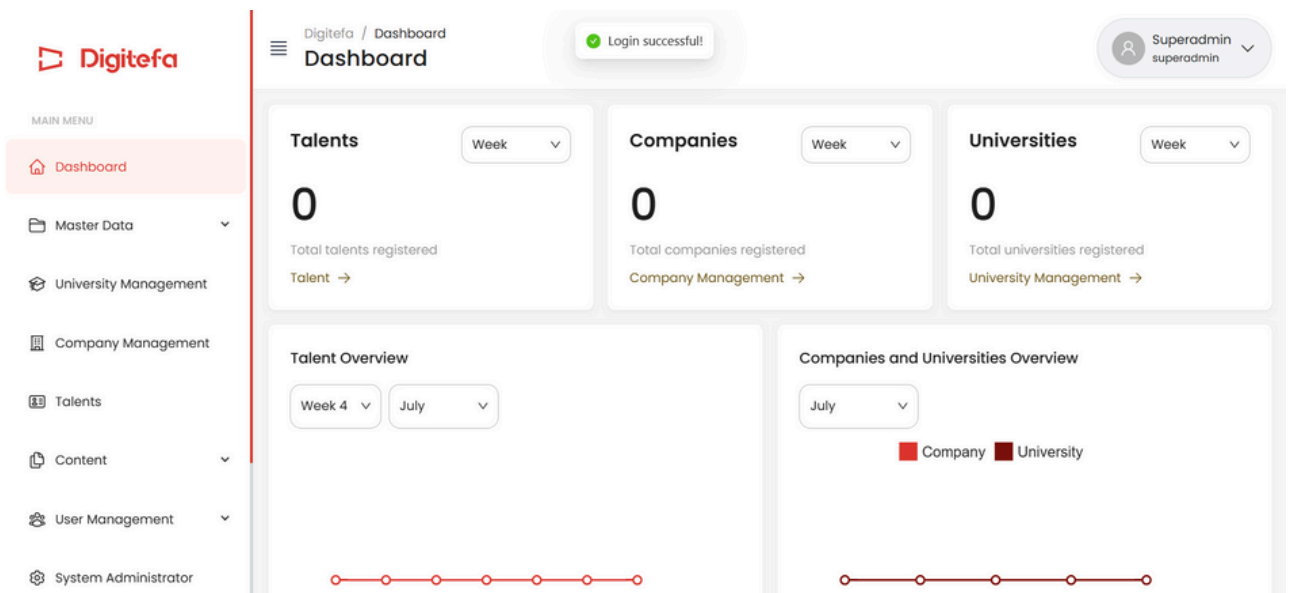 Digitefa
MAIN MENU
Dashboard
Master Data
University Management
Company Management
Talents
Content
User Management
System Administrator
Digitefa / Dashboard
Dashboard
Login successful!
Superadmin
superadmin
Talents
Week
0
Total talents registered
Talent →
Companies
Week
0
Total companies registered
Company Management →
Universities
Week
0
Total universities registered
University Management →
Talent Overview
Week 4
July
Companies and Universities Overview
July
Company University